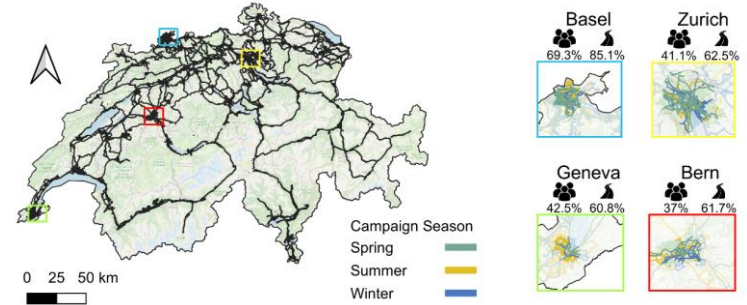 Basel
69.3% 85.1%
Zurich
41.1% 62.5%
Geneva
42.5% 60.8%
Bern
37% 61.7%
Campaign Season
Spring
Summer
Winter
0 25 50 km